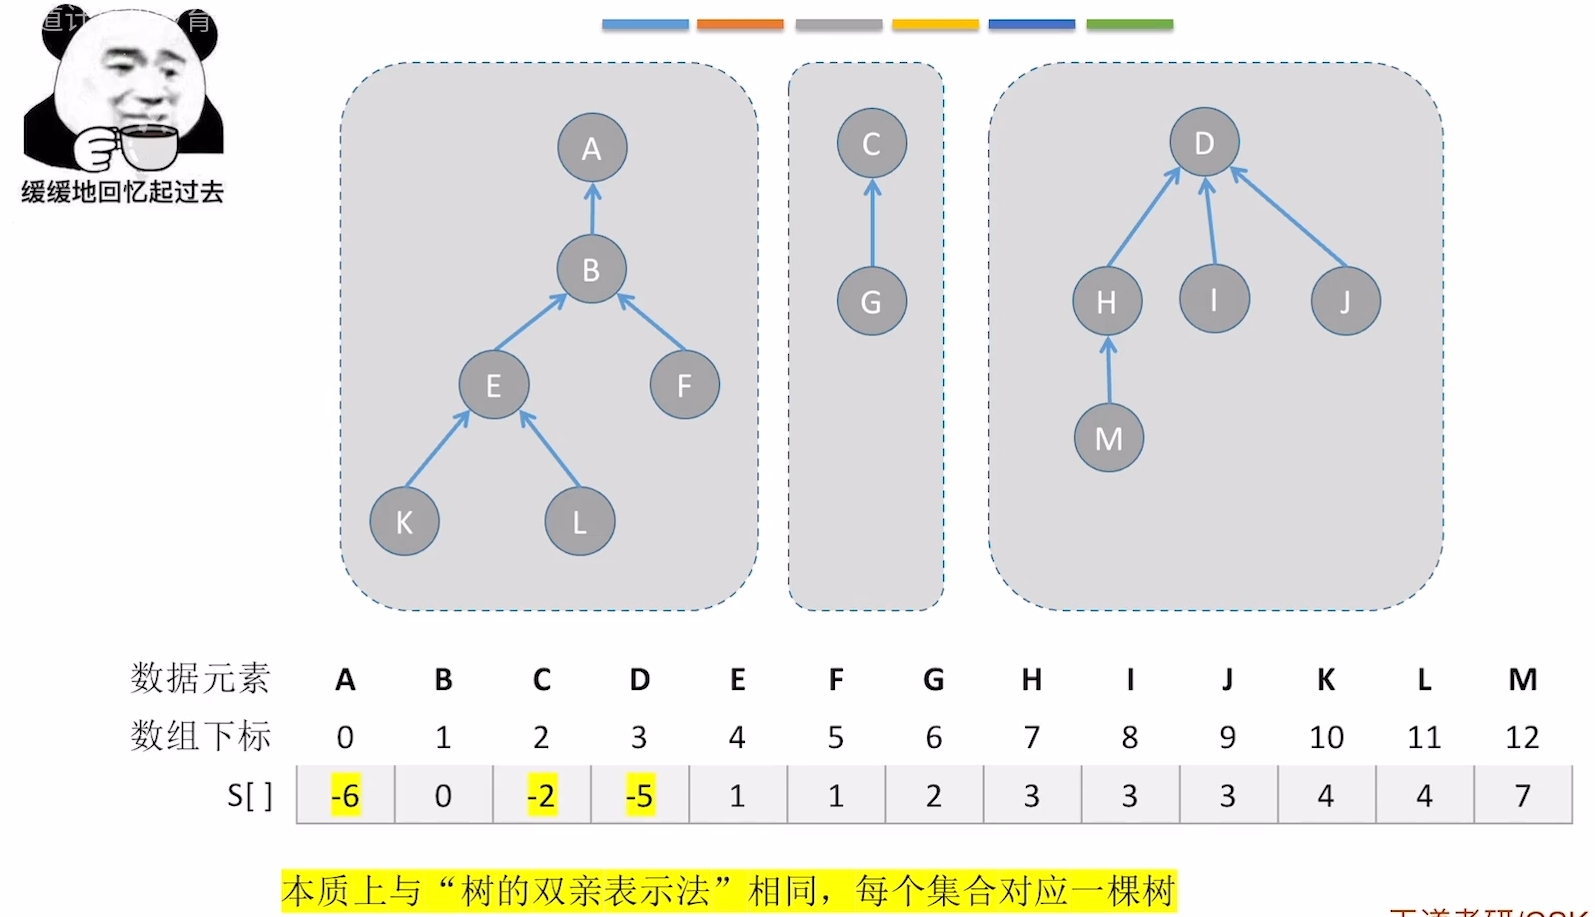 缓缓地回忆起过去
A
C
D
B
H
I
J
G
E
F
M
K
L
数据元素 A B C D E F G H I J K L M
数组下标 0 1 2 3 4 5 6 7 8 9 10 11 12
S[ ] -6 0 -2 -5 1 1 2 3 3 3 4 4 7
本质上与“树的双亲表示法”相同，每个集合对应一棵树